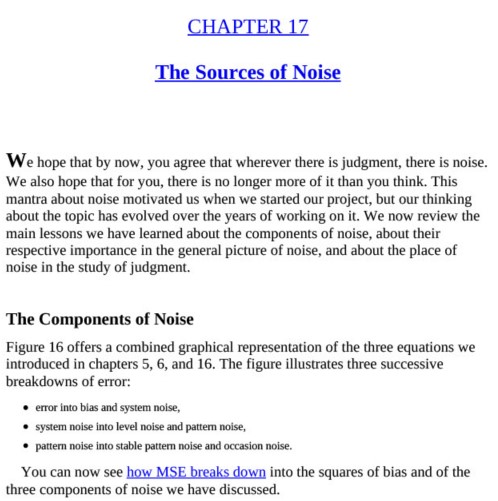 CHAPTER 17
The Sources of Noise
We hope that by now, you agree that wherever there is judgment, there is noise.
We also hope that for you, there is no longer more of it than you think. This
mantra about noise motivated us when we started our project, but our thinking
about the topic has evolved over the years of working on it. We now review the
main lessons we have learned about the components of noise, about their
respective importance in the general picture of noise, and about the place of
noise in the study of judgment.
The Components of Noise
Figure 16 offers a combined graphical representation of the three equations we
introduced in chapters 5, 6, and 16. The figure illustrates three successive
breakdowns of error:
• error into bias and system noise,
• system noise into level noise and pattern noise,
• pattern noise into stable pattern noise and occasion noise.
You can now see how MSE breaks down into the squares of bias and of the
three components of noise we have discussed.